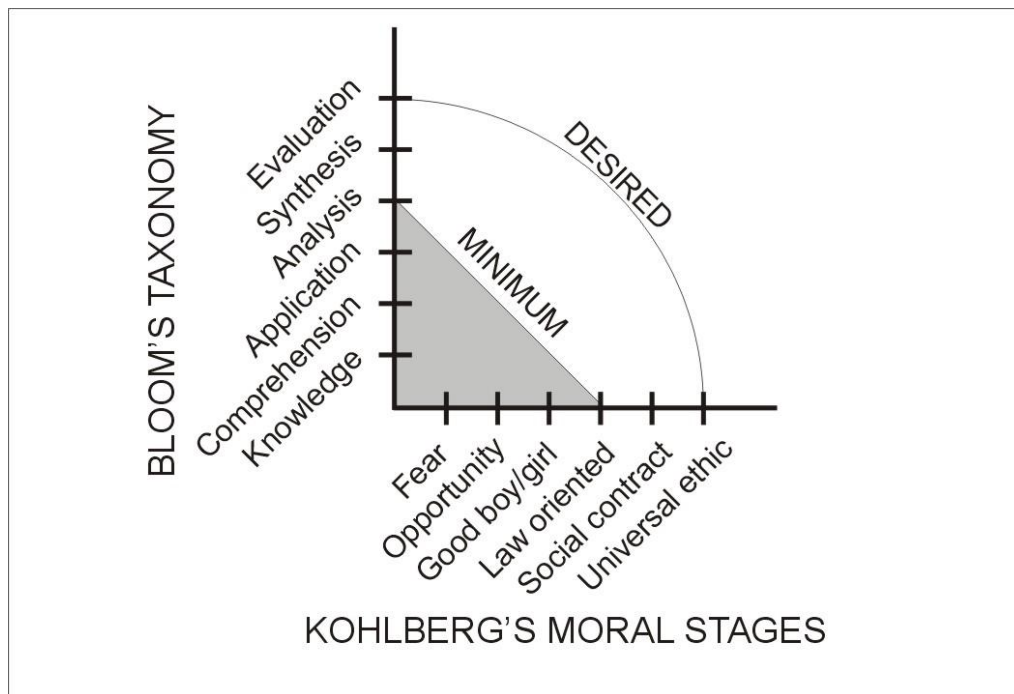 BLOOM'S TAXONOMY
Evaluation
Synthesis
Analysis
Application
Comprehension
Knowledge
DESIRED
MINIMUM
Fear
Opportunity
Good boy/girl
Law oriented
Social contract
Universal ethic
KOHLBERG'S MORAL STAGES